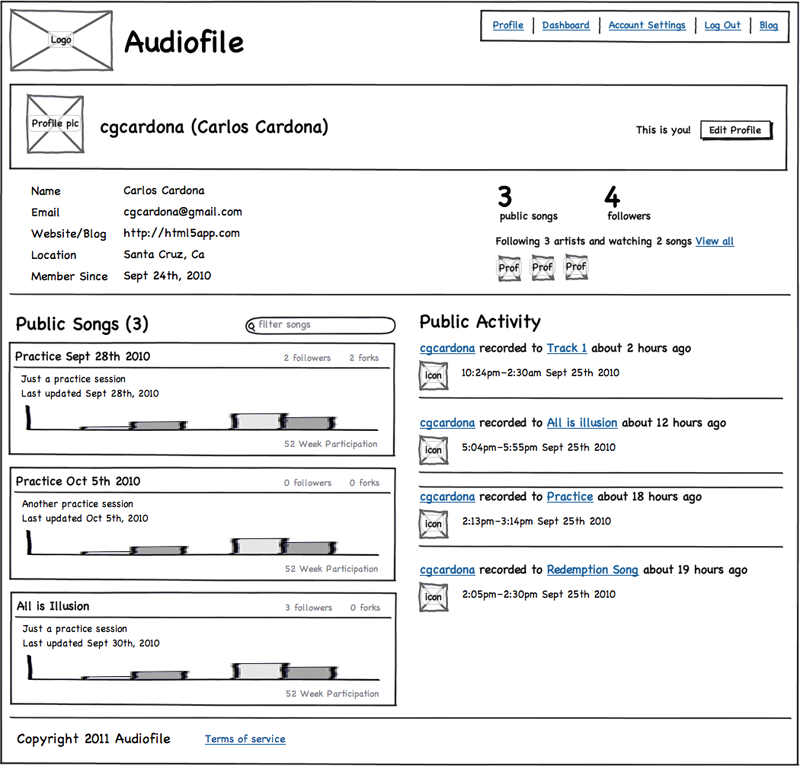 Logo
Audiofile
Profile | Dashboard | Account Settings | Log Out | Blog
Profile pic
cgcardona (Carlos Cardona)
This is you! Edit Profile
Name Carlos Cardona
Email cgcardona@gmail.com
Website/Blog http://html5app.com
Location Santa Cruz, Ca
Member Since Sept 24th, 2010
3 4
public songs followers
Following 3 artists and watching 2 songs View all
Prof Prof Prof
Public Songs (3) filter songs
Practice Sept 28th 2010 2 followers 2 forks
Just a practice session
Last updated Sept 28th, 2010
52 Week Participation
Practice Oct 5th 2010 0 followers 0 forks
Another practice session
Last updated Oct 5th, 2010
52 Week Participation
All is Illusion 3 followers 0 forks
Just a practice session
Last updated Sept 30th, 2010
52 Week Participation
Public Activity
cgcardona recorded to Track 1 about 2 hours ago
icon 10:24pm-2:30am Sept 25th 2010
cgcardona recorded to All is illusion about 12 hours ago
icon 5:04pm-5:55pm Sept 25th 2010
cgcardona recorded to Practice about 18 hours ago
icon 2:13pm-3:14pm Sept 25th 2010
cgcardona recorded to Redemption Song about 19 hours ago
icon 2:05pm-2:30pm Sept 25th 2010
Copyright 2011 Audiofile Terms of service